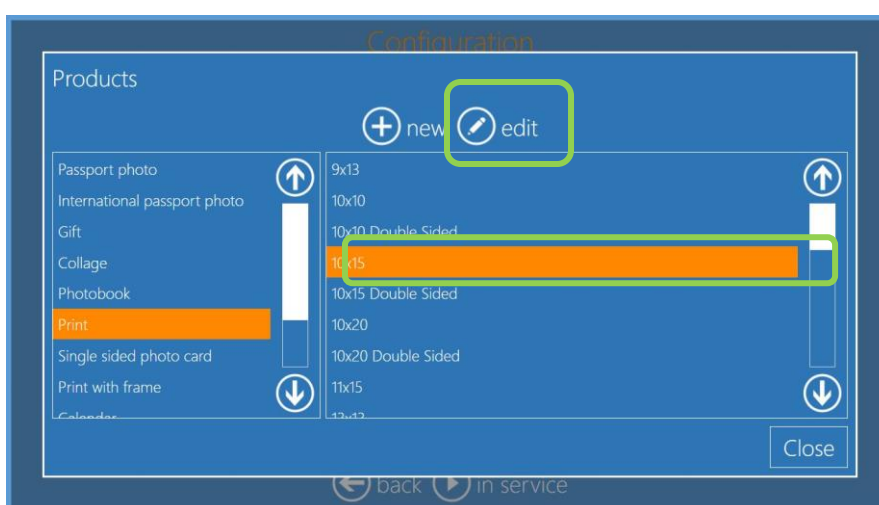 Configuration
Products
new edit
Passport photo
International passport photo
Gift
Collage
Photobook
Print
Single sided photo card
Print with frame
Calendar
9x13
10x10
10x10 Double Sided
10x15
10x15 Double Sided
10x20
10x20 Double Sided
11x15
Close
back in service